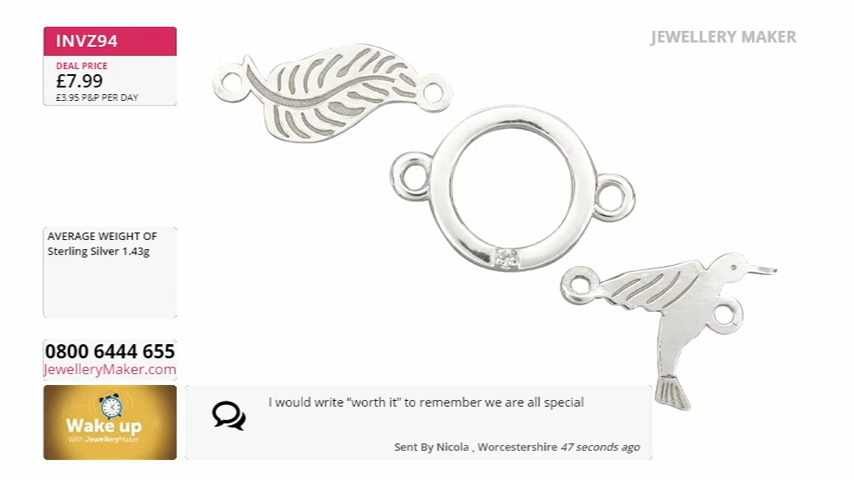 INVZ94
DEAL PRICE
£7.99
£3.95 P&P PER DAY
JEWELLERY MAKER
AVERAGE WEIGHT OF
Sterling Silver 1.43g
0800 6444 655
JewelleryMaker.com
Wake up
With JewelleryMaker
I would write “worth it” to remember we are all special
Sent By Nicola , Worcestershire 47 seconds ago